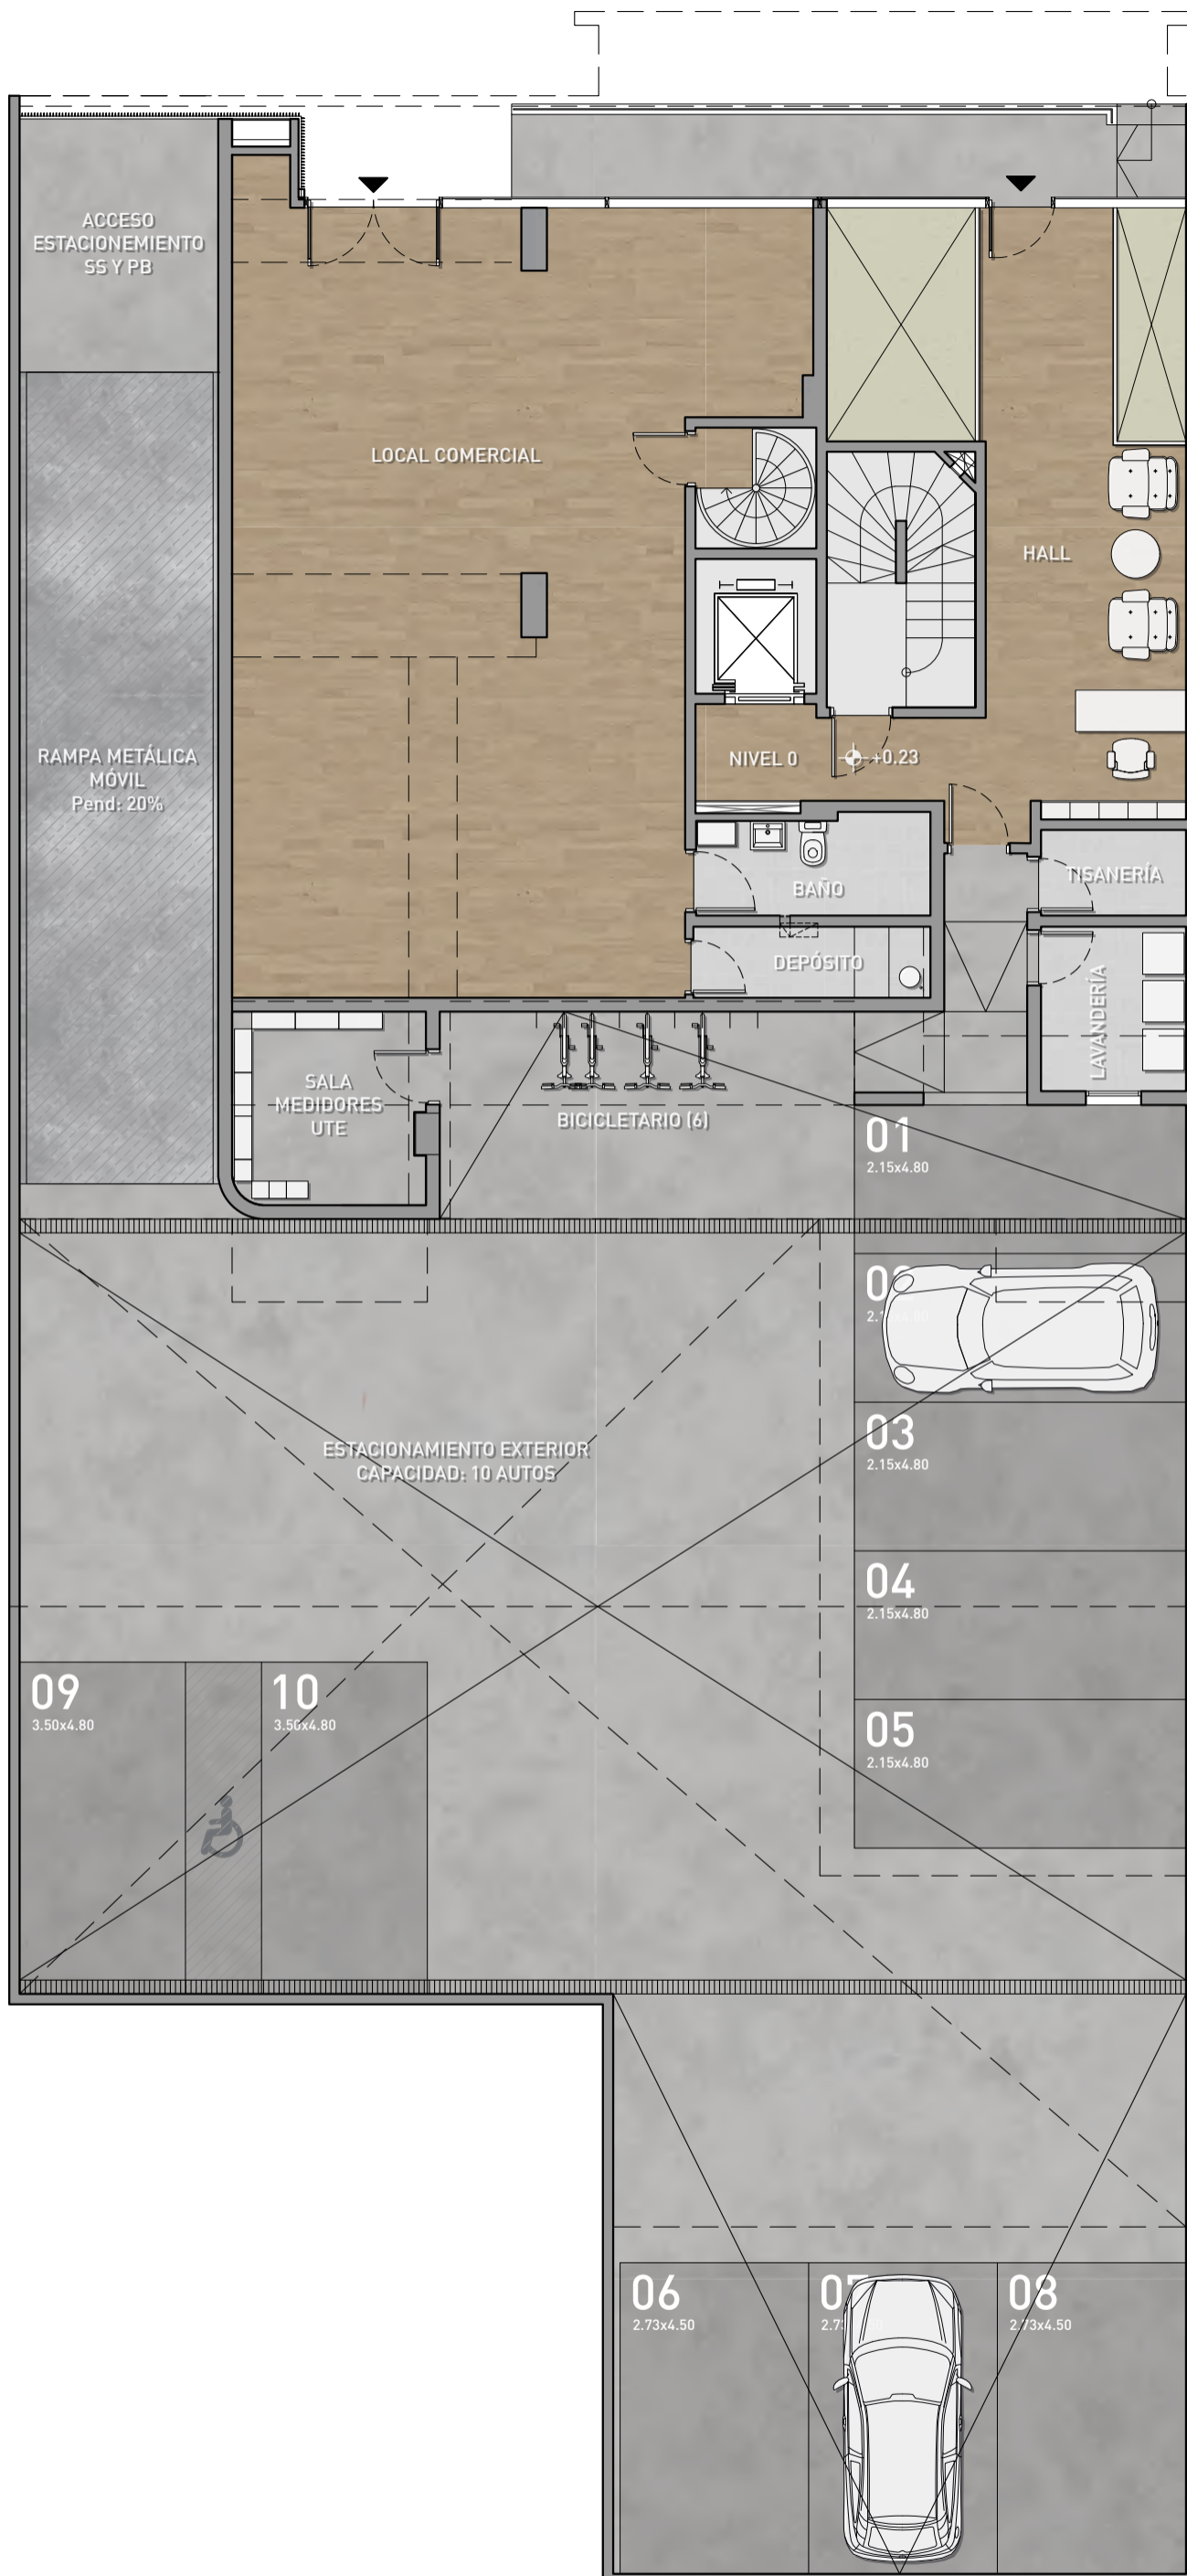 ACCESO
ESTACIONEMIENTO
SS Y PB
LOCAL COMERCIAL
HALL
RAMPA METÁLICA
MÓVIL
Pend: 20%
NIVEL 0
+0.23
BAÑO
TISANERÍA
DEPÓSITO
LAVANDERÍA
SALA
MEDIDORES
UTE
BICICLETARIO (6)
01
2.15x4.80
03
2.15x4.80
ESTACIONAMIENTO EXTERIOR
CAPACIDAD: 10 AUTOS
04
2.15x4.80
09
3.50x4.80
10
3.50x4.80
05
2.15x4.80
06
2.73x4.50
07
08
2.73x4.50